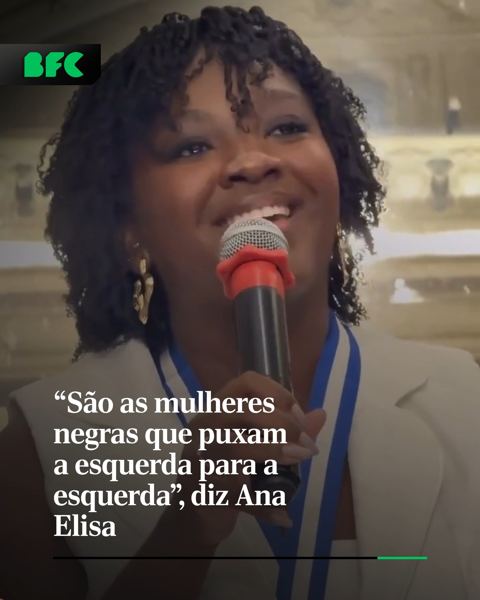 BFC
“São as mulheres
negras que puxam
a esquerda para a
esquerda”, diz Ana
Elisa